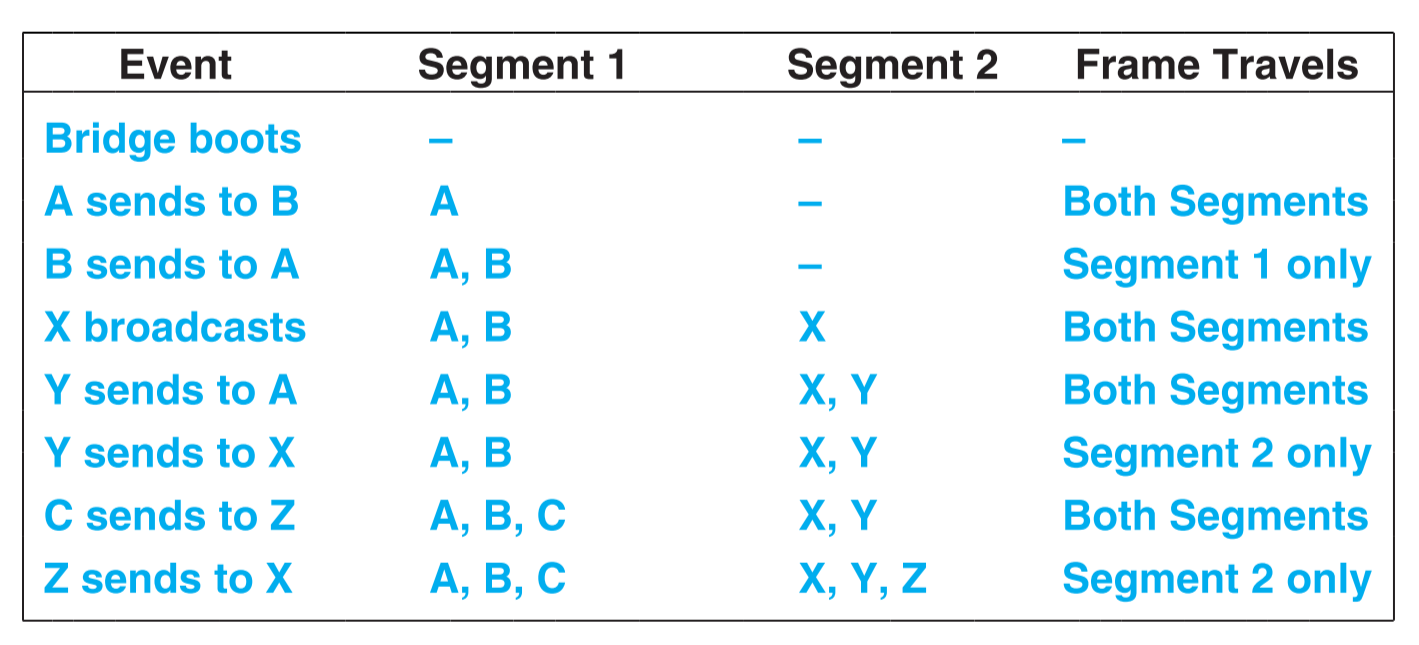 Event Segment 1 Segment 2 Frame Travels
Bridge boots – – –
A sends to B A – Both Segments
B sends to A A, B – Segment 1 only
X broadcasts A, B X Both Segments
Y sends to A A, B X, Y Both Segments
Y sends to X A, B X, Y Segment 2 only
C sends to Z A, B, C X, Y Both Segments
Z sends to X A, B, C X, Y, Z Segment 2 only